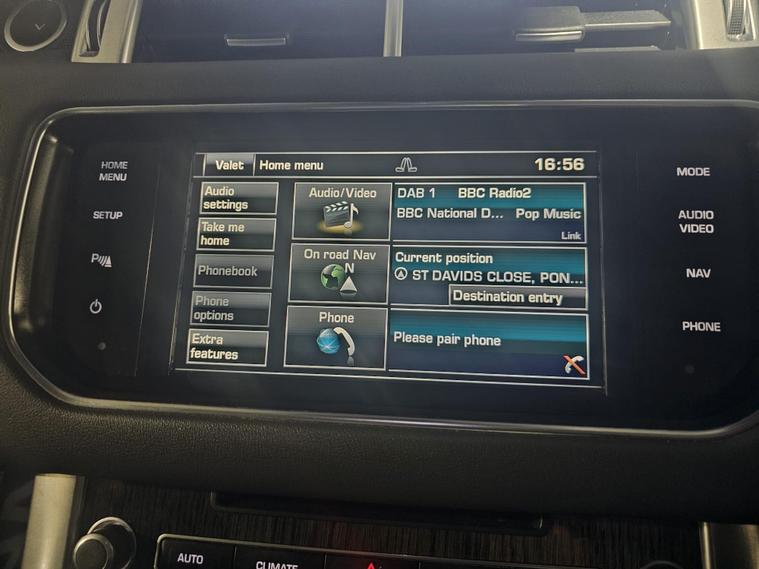 HOME
MENU
SETUP
Valet
Home menu
16:56
Audio
settings
Take me
home
Phonebook
Phone
options
Extra
features
Audio/Video
On road Nav
N
Phone
DAB 1 BBC Radio2
BBC National D... Pop Music
Link
Current position
ST DAVIDS CLOSE, PON...
Destination entry
Please pair phone
MODE
AUDIO
VIDEO
NAV
PHONE
AUTO
CLIMATE